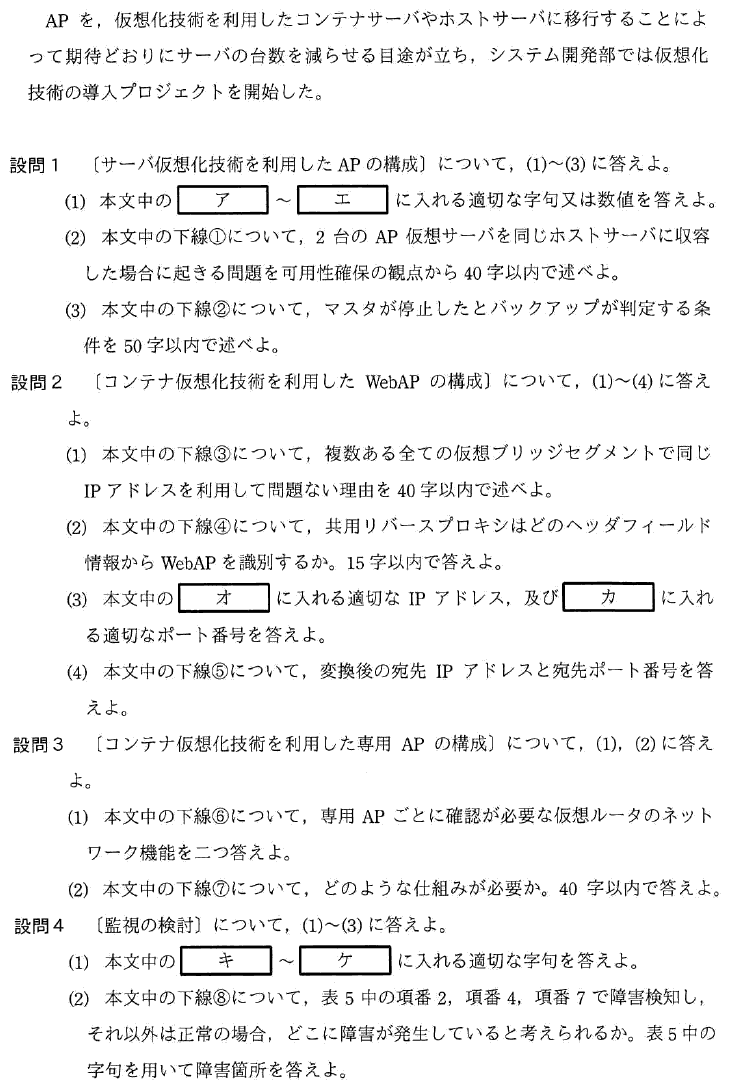 AP を，仮想化技術を利用したコンテナサーバやホストサーバに移行することによ
って期待どおりにサーバの台数を減らせる目途が立ち，システム開発部では仮想化
技術の導入プロジェクトを開始した。
設問1 〔サーバ仮想化技術を利用した AP の構成〕について，(1)～(3) に答えよ。
(1) 本文中の ア ～ エ に入れる適切な字句又は数値を答えよ。
(2) 本文中の下線①について，2 台の AP 仮想サーバを同じホストサーバに収容
した場合に起きる問題を可用性確保の観点から 40 字以内で述べよ。
(3) 本文中の下線②について，マスタが停止したとバックアップが判定する条
件を 50 字以内で述べよ。
設問2 〔コンテナ仮想化技術を利用した WebAP の構成〕について，(1)～(4) に答え
よ。
(1) 本文中の下線③について，複数ある全ての仮想ブリッジセグメントで同じ
IP アドレスを利用して問題ない理由を 40 字以内で述べよ。
(2) 本文中の下線④について，共用リバースプロキシはどのヘッダフィールド
情報から WebAP を識別するか。15 字以内で答えよ。
(3) 本文中の オ に入れる適切な IP アドレス，及び カ に入れ
る適切なポート番号を答えよ。
(4) 本文中の下線⑤について，変換後の宛先 IP アドレスと宛先ポート番号を答
えよ。
設問3 〔コンテナ仮想化技術を利用した専用 AP の構成〕について，(1)，(2) に答え
よ。
(1) 本文中の下線⑥について，専用 AP ごとに確認が必要な仮想ルータのネット
ワーク機能を二つ答えよ。
(2) 本文中の下線⑦について，どのような仕組みが必要か。40 字以内で答えよ。
設問4 〔監視の検討〕について，(1)～(3) に答えよ。
(1) 本文中の キ ～ ケ に入れる適切な字句を答えよ。
(2) 本文中の下線⑧について，表 5 中の項番 2，項番 4，項番 7 で障害検知し，
それ以外は正常の場合，どこに障害が発生していると考えられるか。表 5 中の
字句を用いて障害箇所を答えよ。